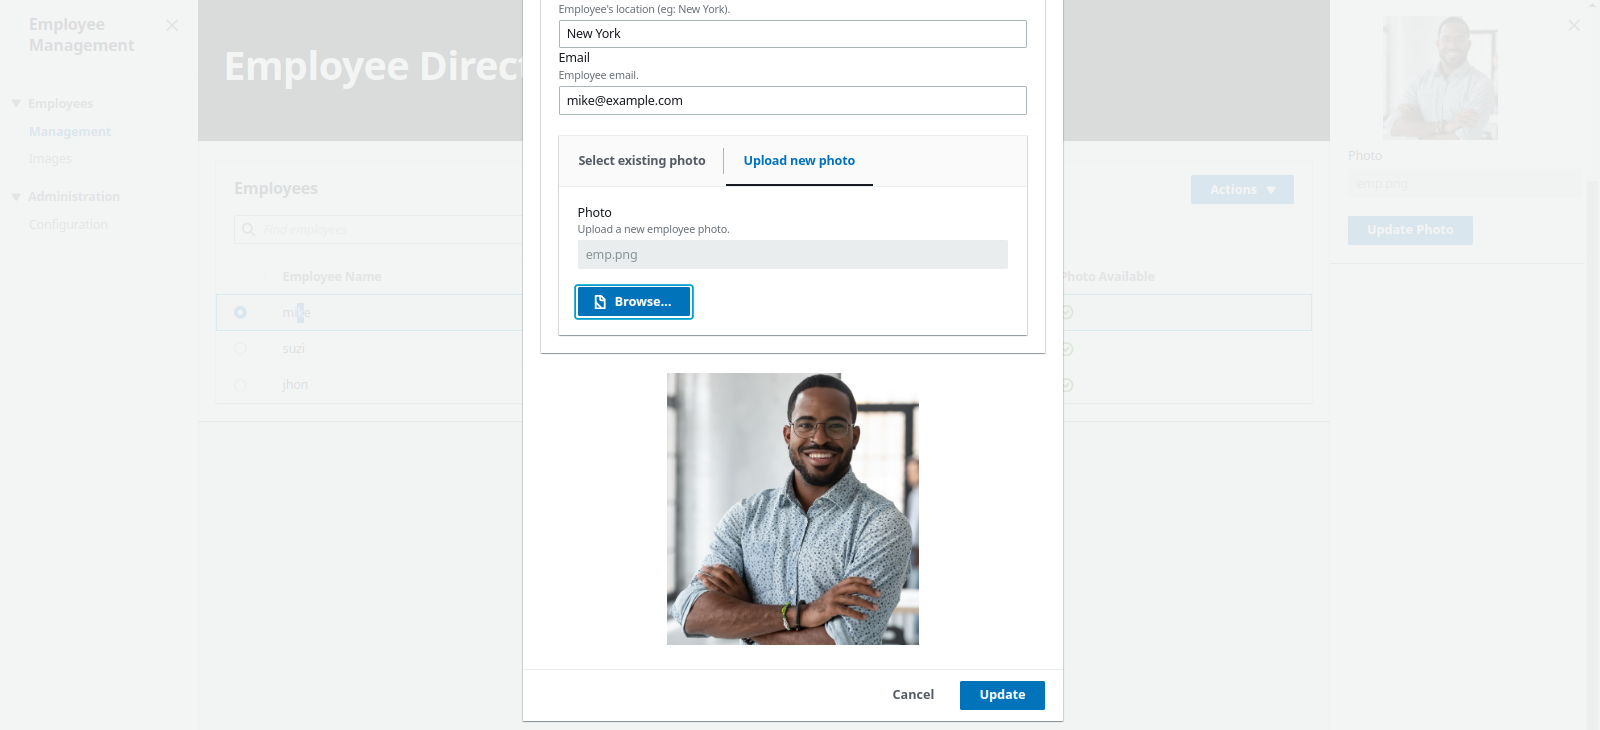 Employee
Management
Employees
Management
Images
Administration
Configuration
Employee Direct
Employees
Find employees
Actions
Employee Name
Photo Available
mike
suzi
jhon
Employee's location (eg: New York).
New York
Email
Employee email.
mike@example.com
Select existing photo
Upload new photo
Photo
Upload a new employee photo.
emp.png
Browse...
Cancel
Update
Photo
emp.png
Update Photo